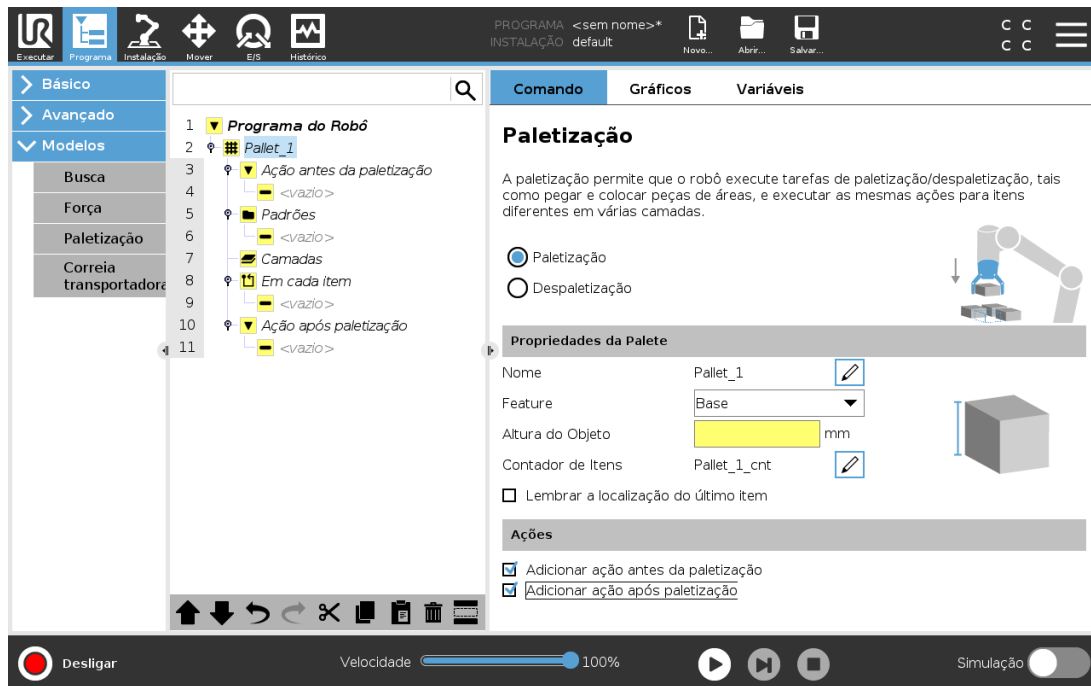 UR
PROGRAMA <sem nome>*
INSTALAÇÃO default
C C
C C
Executar Programa Instalação Mover E/S Histórico Novo... Abrir... Salvar...
Básico
Avançado
Modelos
Busca
Força
Paletização
Correia
transportadora
1 Programa do Robô
2 Pallet_1
3 Ação antes da paletização
4 <vazio>
5 Padrões
6 <vazio>
7 Camadas
8 Em cada item
9 <vazio>
10 Ação após paletização
11 <vazio>
Comando Gráficos Variáveis
Paletização
A paletização permite que o robô execute tarefas de paletização/despaletização, tais
como pegar e colocar peças de áreas, e executar as mesmas ações para itens
diferentes em várias camadas.
Paletização
Despaletização
Propriedades da Palete
Nome Pallet_1
Feature Base
Altura do Objeto mm
Contador de Itens Pallet_1_cnt
Lembrar a localização do último item
Ações
Adicionar ação antes da paletização
Adicionar ação após paletização
Desligar Velocidade 100% Simulação